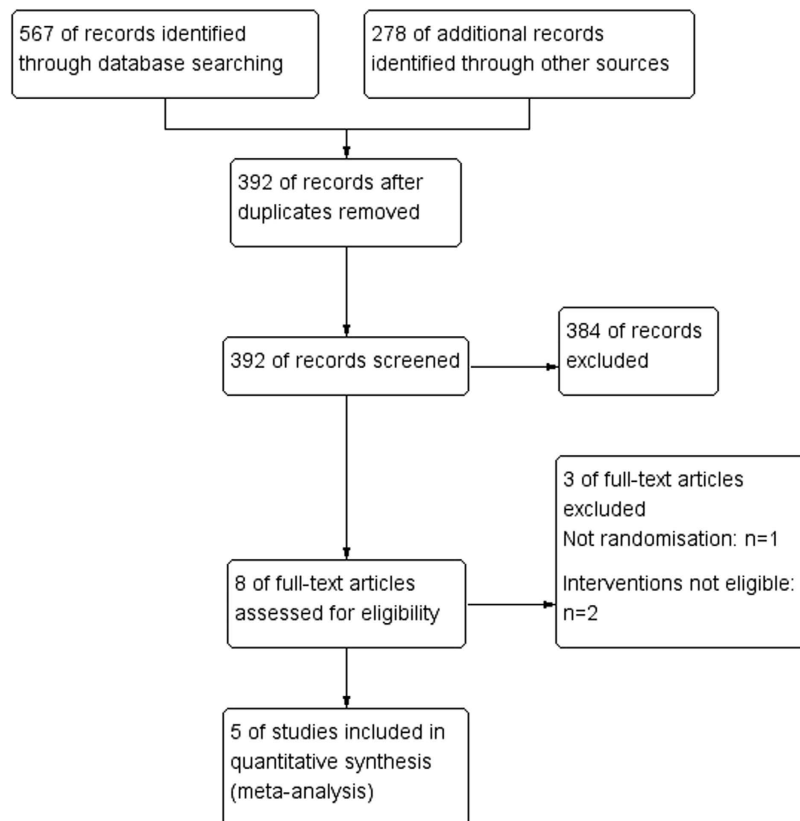 567 of records identified
through database searching
278 of additional records
identified through other sources
392 of records after
duplicates removed
392 of records screened
384 of records
excluded
3 of full-text articles
excluded
Not randomisation: n=1
Interventions not eligible:
n=2
8 of full-text articles
assessed for eligibility
5 of studies included in
quantitative synthesis
(meta-analysis)